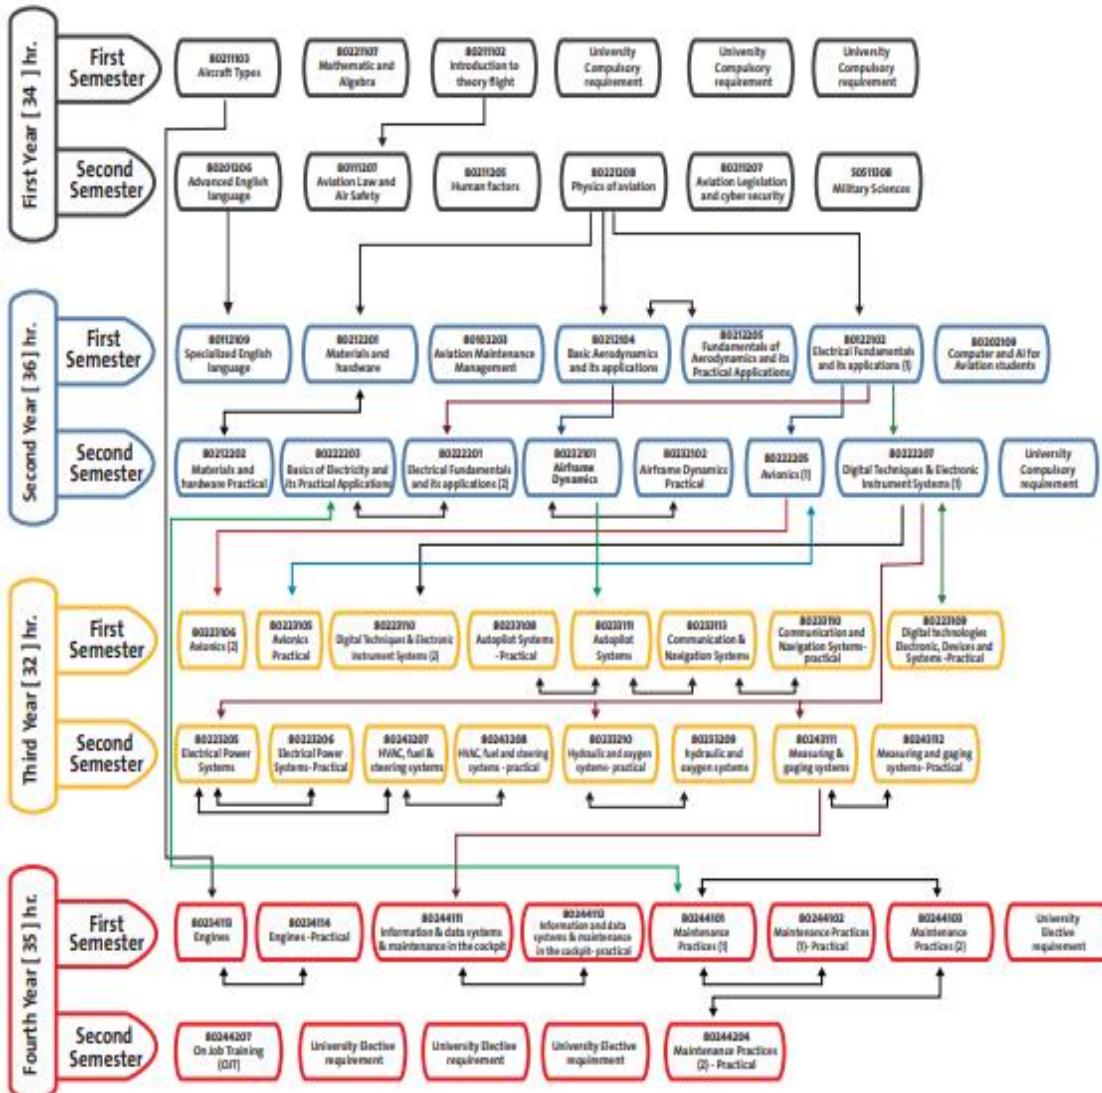 First Year [ 34 ] hr.
First
Semester
80211103
Aircraft Types
80221107
Mathematic and
Algebra
80211102
Introduction to
theory flight
University
Compulsory
requirement
University
Compulsory
requirement
University
Compulsory
requirement
Second
Semester
80201206
Advanced English
language
80111207
Aviation Law and
Air Safety
80211205
Human factors
80221208
Physics of aviation
80211207
Aviation Legislation
and cyber security
50511308
Military Sciences
Second Year [ 36 ] hr.
First
Semester
80112109
Specialized English
language
80212201
Materials and
hardware
80102203
Aviation Maintenance
Management
80212104
Basic Aerodynamics
and its applications
80212205
Fundamentals of
Aerodynamics and its
Practical Applications
80122102
Electrical Fundamentals
and its applications (1)
80202109
Computer and AI for
Aviation students
Second
Semester
80212202
Materials and
hardware Practical
80222203
Basics of Electricity and
its Practical Applications
80222201
Electrical Fundamentals
and its applications (2)
80232101
Airframe
Dynamics
80232102
Airframe Dynamics
Practical
80222205
Avionics (1)
80222207
Digital Techniques & Electronic
Instrument Systems (1)
University
Compulsory
requirement
Third Year [ 32 ] hr.
First
Semester
80223106
Avionics (2)
80223105
Avionics
Practical
80223110
Digital Techniques & Electronic
Instrument Systems (2)
80233108
Autopilot Systems
- Practical
80233111
Autopilot
Systems
80233113
Communication &
Navigation Systems
80233110
Communication and
Navigation Systems-
practical
80223109
Digital technologies
Electronic, Devices and
Systems -Practical
Second
Semester
80223205
Electrical Power
Systems
80223206
Electrical Power
Systems- Practical
80243207
HVAC, fuel &
steering systems
80243208
HVAC, fuel and steering
systems - practical
80233210
Hydraulic and oxygen
systems- practical
80233209
hydraulic and
oxygen systems
80243111
Measuring &
gaging systems
80243112
Measuring and gaging
systems- Practical
Fourth Year [ 35 ] hr.
First
Semester
80234113
Engines
80234114
Engines -Practical
80244111
Information & data systems
& maintenance in the cockpit
80244112
Information and data
systems & maintenance
in the cockpit- practical
80244101
Maintenance
Practices (1)
80244102
Maintenance Practices
(1)- Practical
80244103
Maintenance
Practices (2)
University
Elective
requirement
Second
Semester
80244207
On Job Training
(OJT)
University Elective
requirement
University Elective
requirement
University Elective
requirement
80244204
Maintenance Practices
(2) - Practical